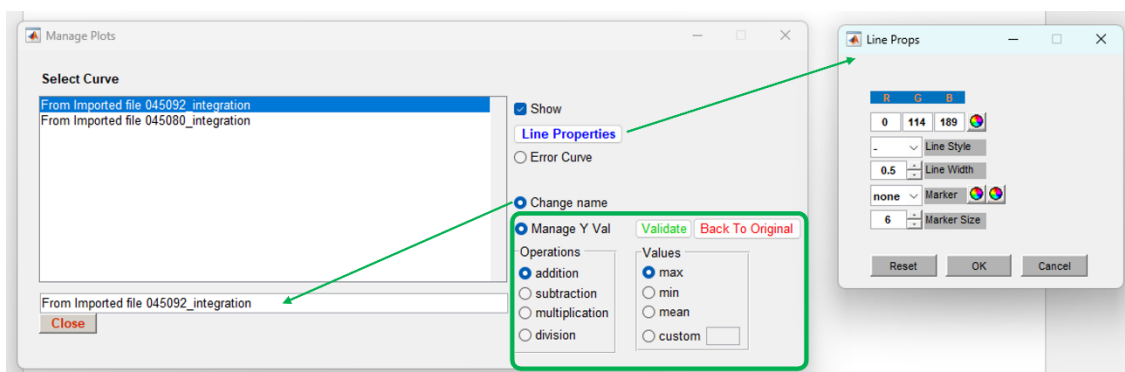 Manage Plots
Select Curve
From Imported file 045092_integration
From Imported file 045080_integration
Show
Line Properties
Error Curve
Change name
Manage Y Val
Validate
Back To Original
Operations
addition
subtraction
multiplication
division
Values
max
min
mean
custom
From Imported file 045092_integration
Close
Line Props
R G B
0 114 189
- Line Style
0.5 Line Width
none Marker
6 Marker Size
Reset OK Cancel